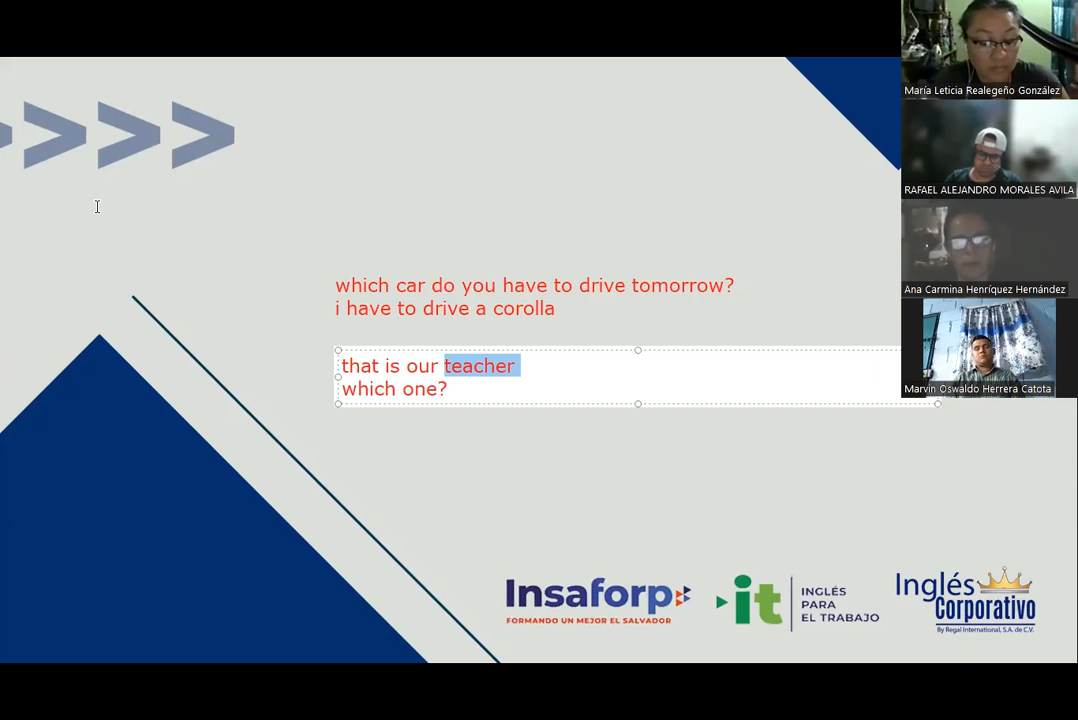 María Leticia Realegeño González
RAFAEL ALEJANDRO MORALES AVILA
Ana Carmina Henríquez Hernández
Marvin Oswaldo Herrera Catota
>>>>
which car do you have to drive tomorrow?
i have to drive a corolla
that is our teacher
which one?
Insaforp
FORMANDO UN MEJOR EL SALVADOR
it
INGLÉS
PARA
EL TRABAJO
Inglés
Corporativo
By Regal International, S.A. de C.V.